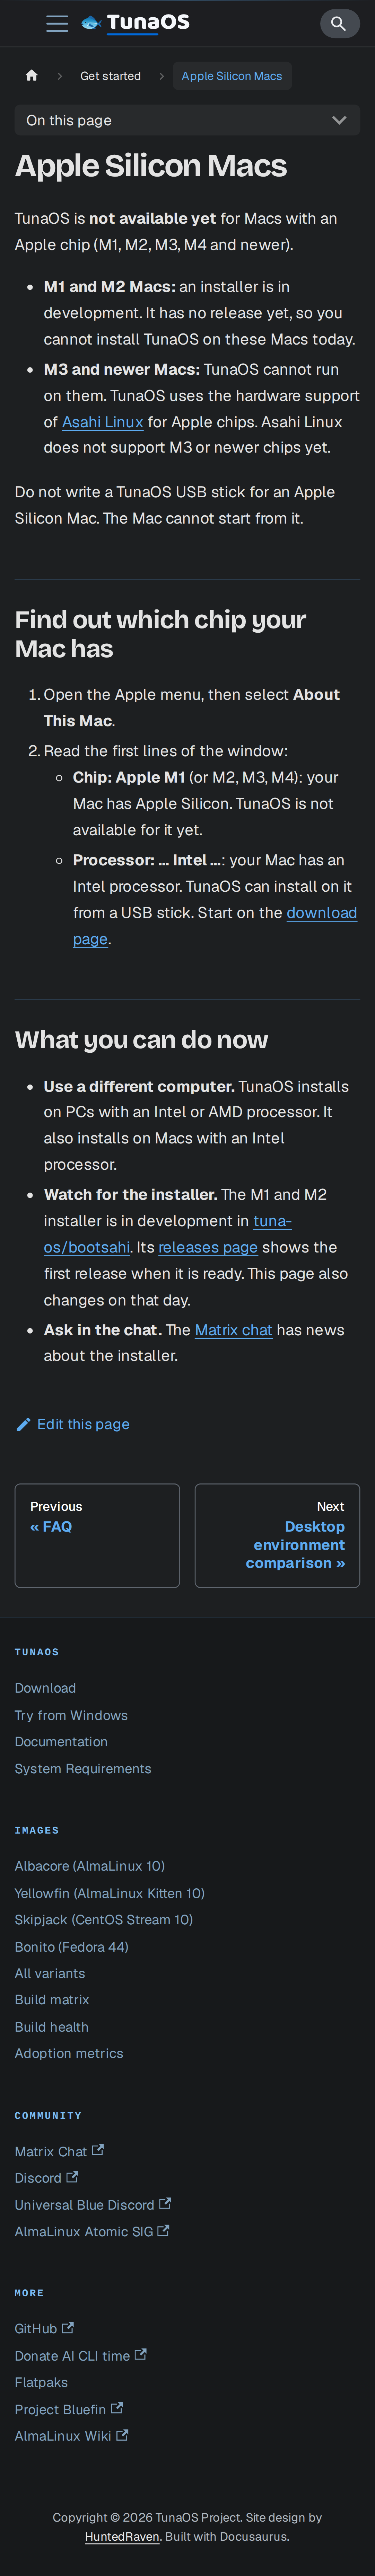 TunaOS
Get started
Apple Silicon Macs
On this page
Apple Silicon Macs
TunaOS is not available yet for Macs with an
Apple chip (M1, M2, M3, M4 and newer).
M1 and M2 Macs: an installer is in
development. It has no release yet, so you
cannot install TunaOS on these Macs today.
M3 and newer Macs: TunaOS cannot run
on them. TunaOS uses the hardware support
of Asahi Linux for Apple chips. Asahi Linux
does not support M3 or newer chips yet.
Do not write a TunaOS USB stick for an Apple
Silicon Mac. The Mac cannot start from it.
Find out which chip your
Mac has
1. Open the Apple menu, then select About
This Mac.
2. Read the first lines of the window:
Chip: Apple M1 (or M2, M3, M4): your
Mac has Apple Silicon. TunaOS is not
available for it yet.
Processor: … Intel …: your Mac has an
Intel processor. TunaOS can install on it
from a USB stick. Start on the download
page.
What you can do now
Use a different computer. TunaOS installs
on PCs with an Intel or AMD processor. It
also installs on Macs with an Intel
processor.
Watch for the installer. The M1 and M2
installer is in development in tuna-
os/bootsahi. Its releases page shows the
first release when it is ready. This page also
changes on that day.
Ask in the chat. The Matrix chat has news
about the installer.
Edit this page
Previous
« FAQ
Next
Desktop
environment
comparison »
TUNAOS
Download
Try from Windows
Documentation
System Requirements
IMAGES
Albacore (AlmaLinux 10)
Yellowfin (AlmaLinux Kitten 10)
Skipjack (CentOS Stream 10)
Bonito (Fedora 44)
All variants
Build matrix
Build health
Adoption metrics
COMMUNITY
Matrix Chat
Discord
Universal Blue Discord
AlmaLinux Atomic SIG
MORE
GitHub
Donate AI CLI time
Flatpaks
Project Bluefin
AlmaLinux Wiki
Copyright © 2026 TunaOS Project. Site design by
HuntedRaven. Built with Docusaurus.